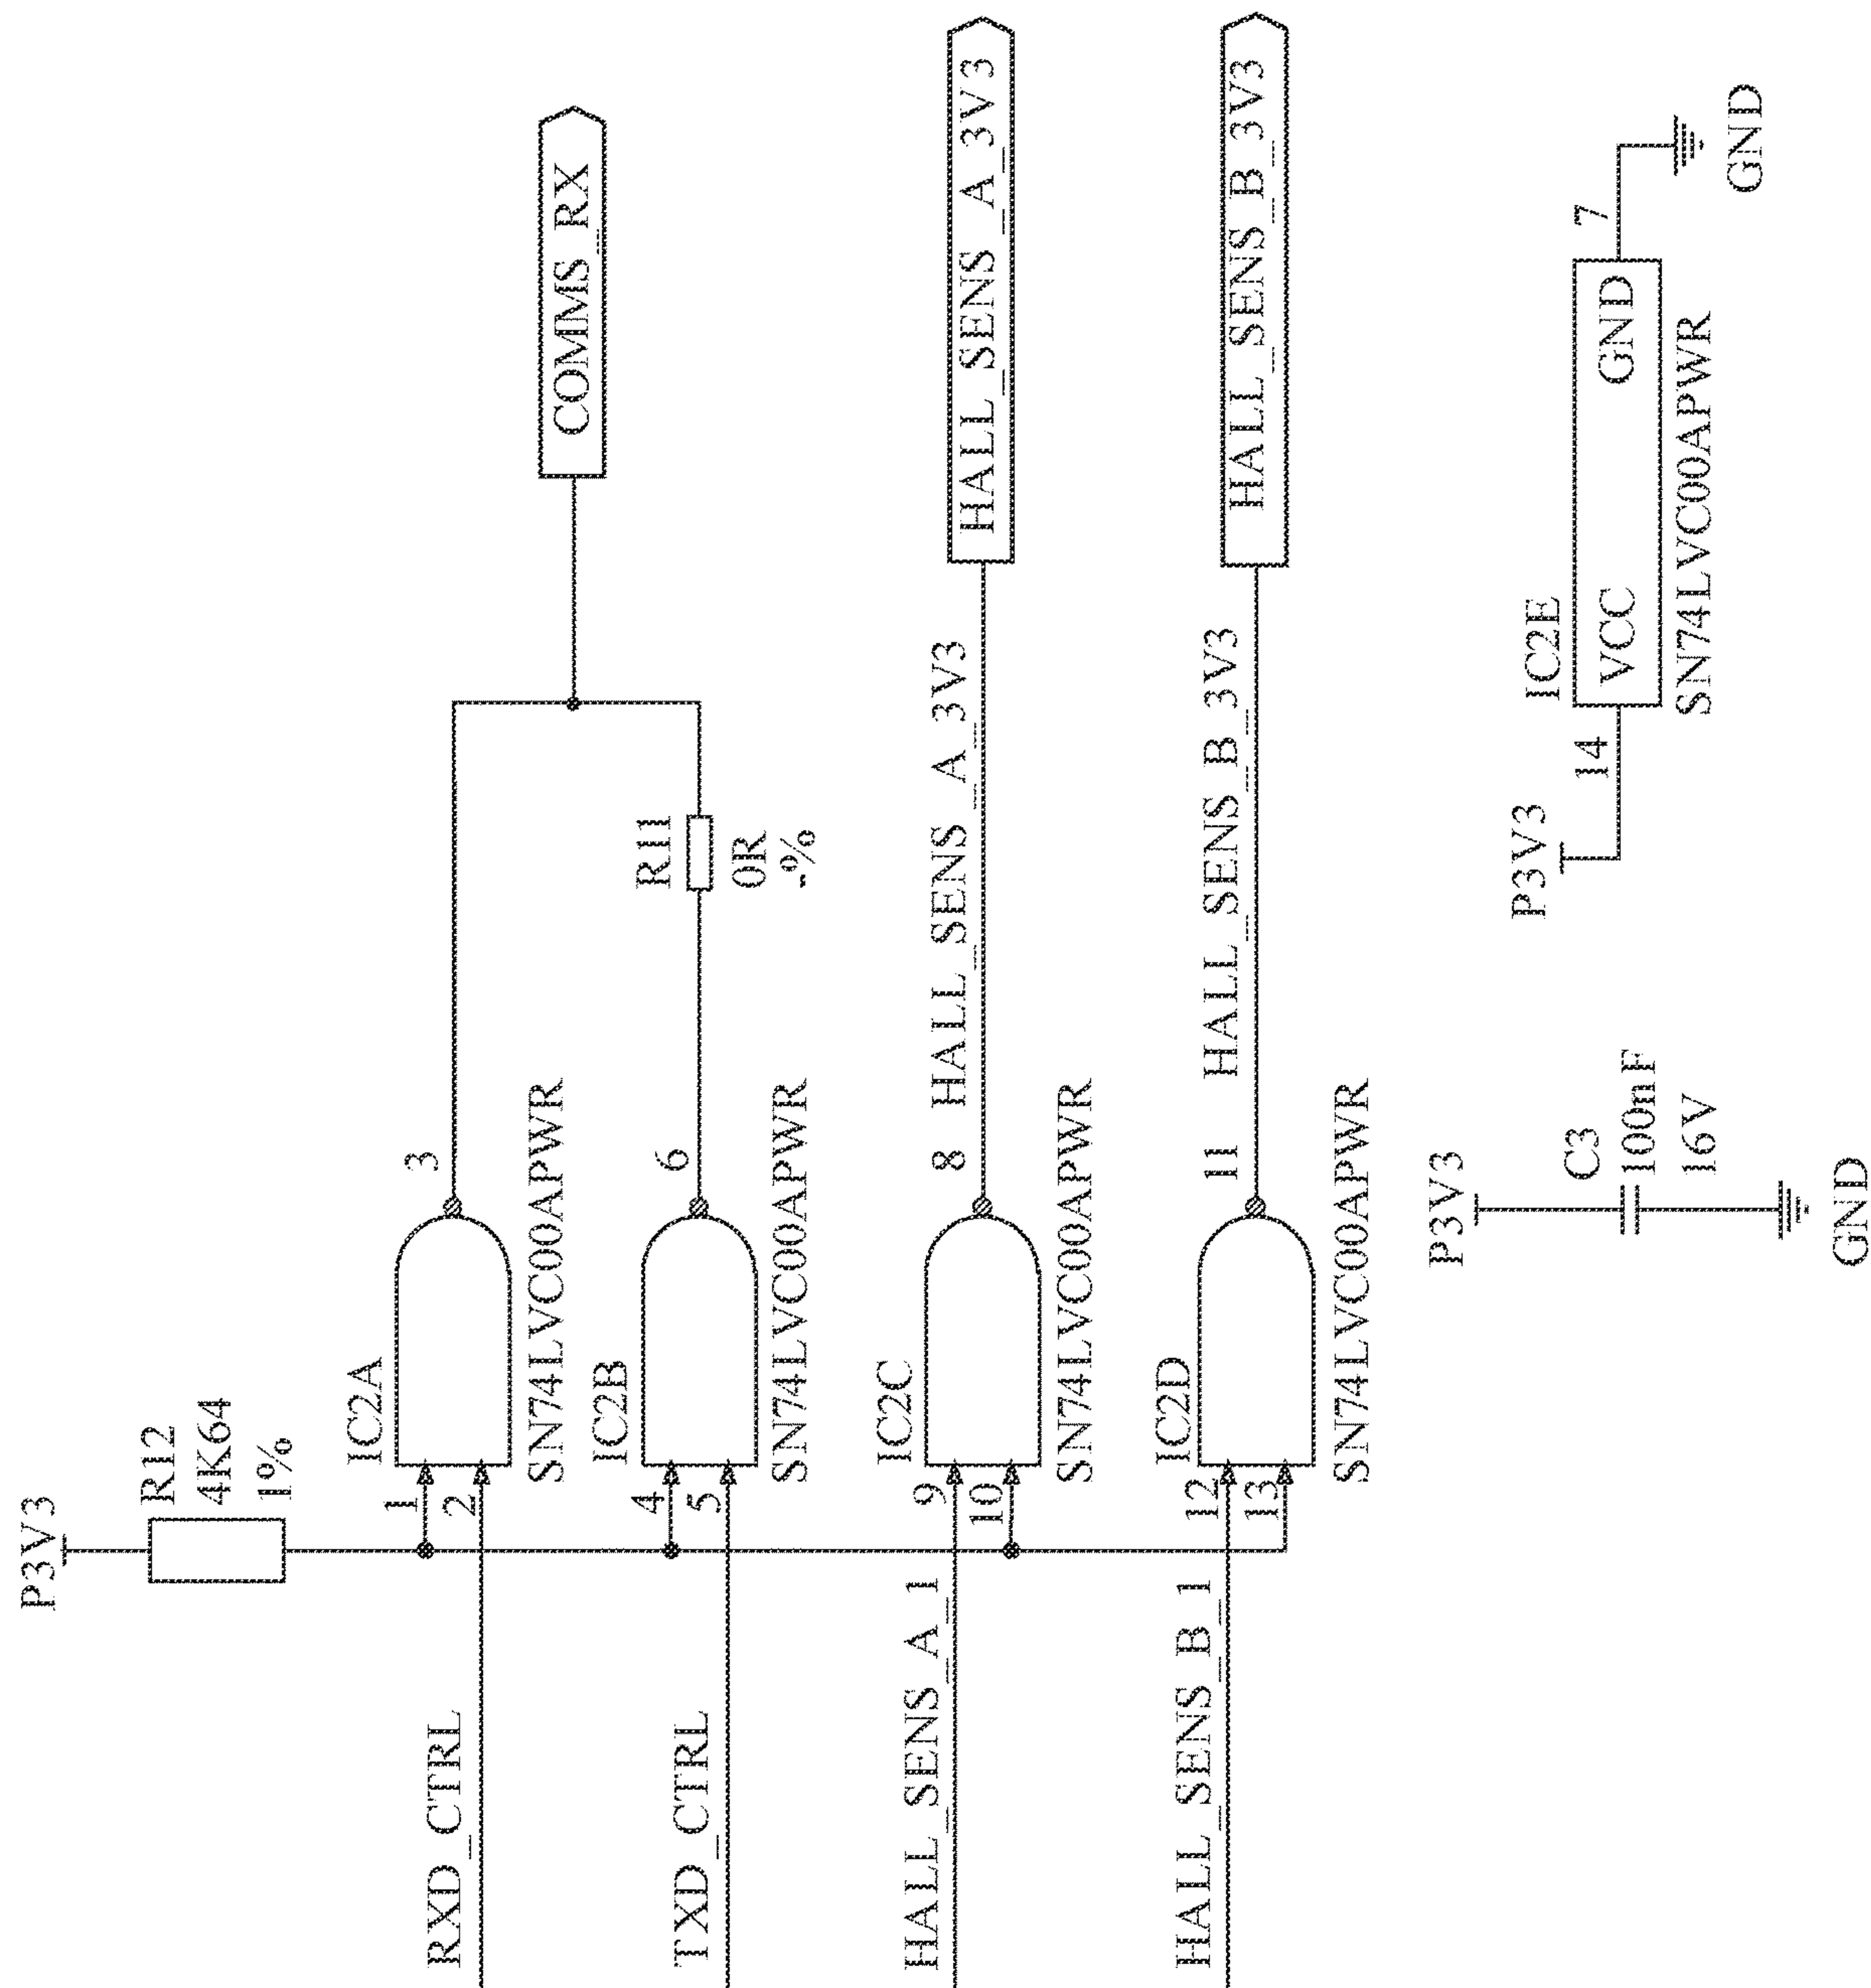 P3V3
R12
4K64
1%
RXD_CTRL
1
2
IC2A
SN74LVC00APWR
3
COMMS_RX
TXD_CTRL
4
5
IC2B
SN74LVC00APWR
6
R11
0R
-%
HALL_SENS_A_1
9
10
IC2C
SN74LVC00APWR
8
HALL_SENS_A_3V3
HALL_SENS_A_3V3
HALL_SENS_B_1
12
13
IC2D
SN74LVC00APWR
11
HALL_SENS_B_3V3
HALL_SENS_B_3V3
P3V3
C3
100nF
16V
GND
P3V3
14
IC2E
VCC
GND
SN74LVC00APWR
7
GND